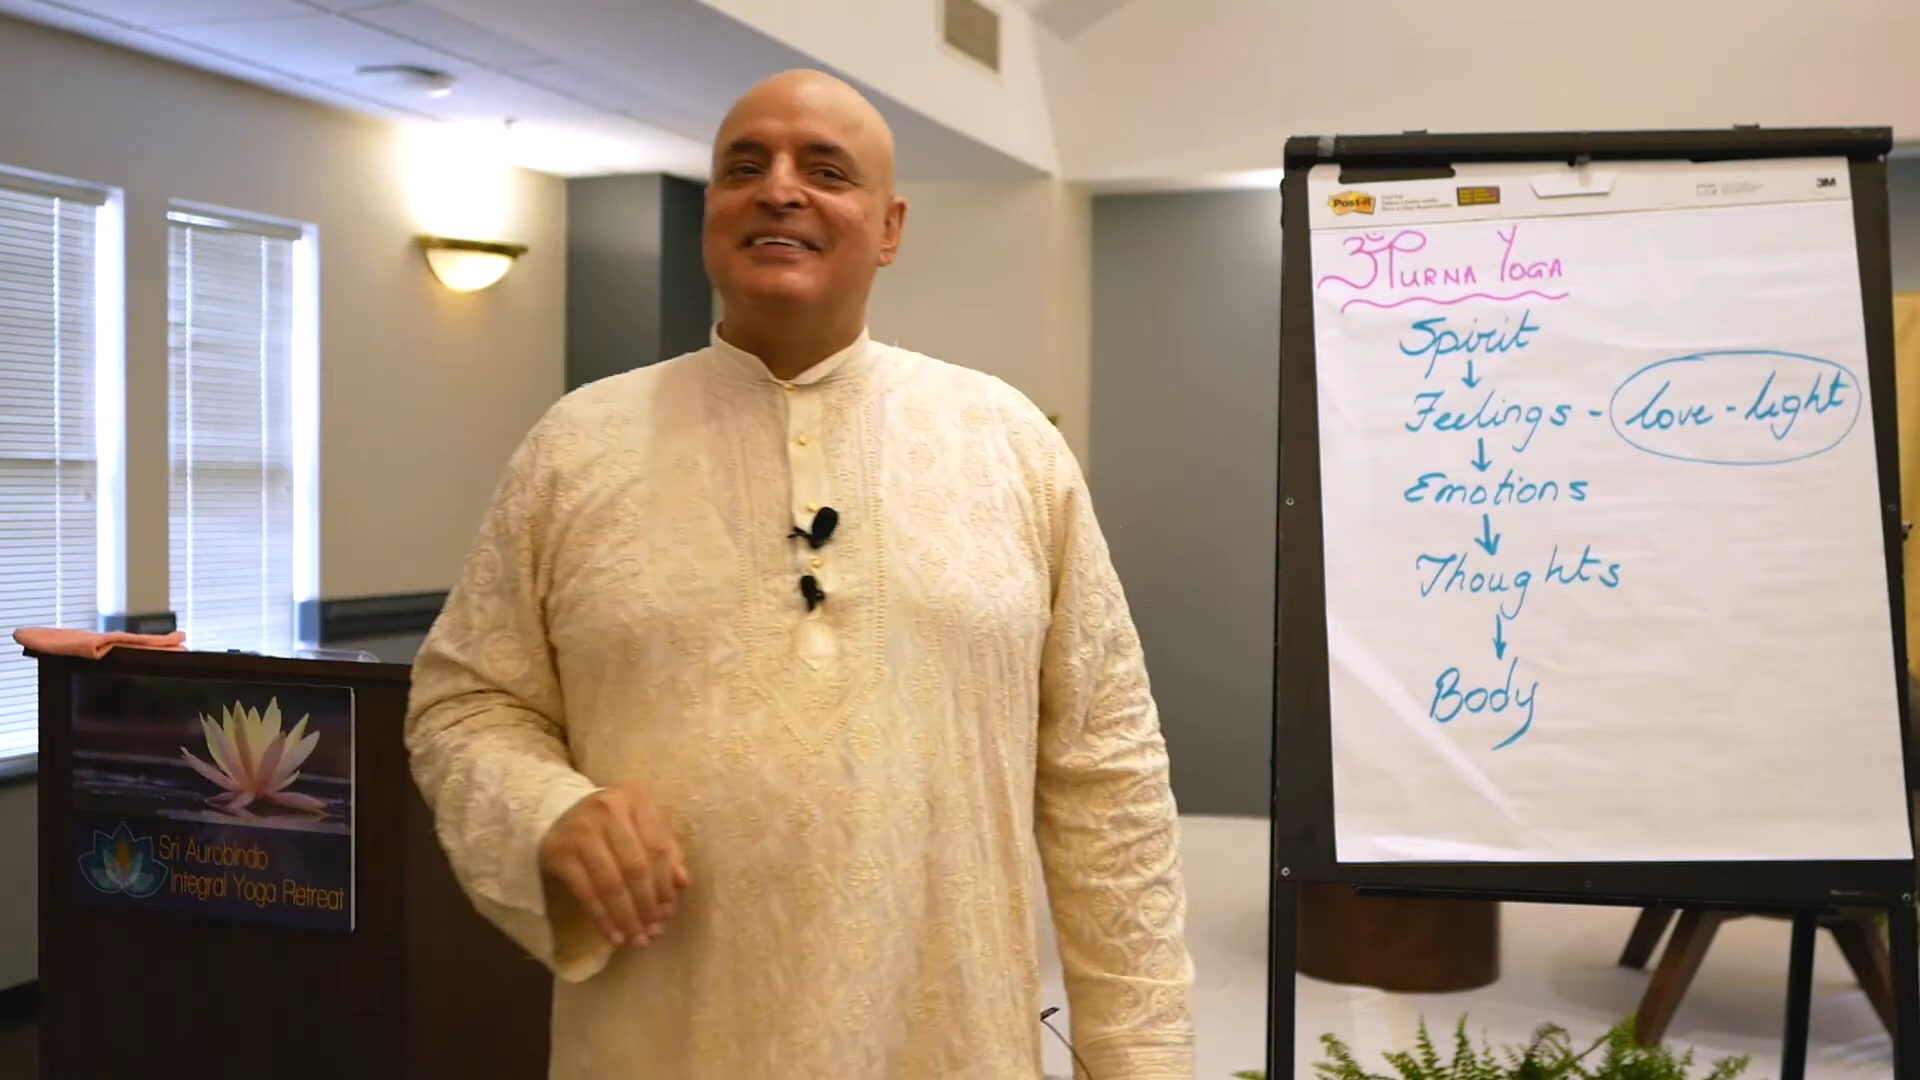 Post-it
3M
ॐ PURNA YOGA
Spirit
↓
Feelings - love - light
↓
Emotions
↓
Thoughts
↓
Body
Sri Aurobindo
Integral Yoga Retreat